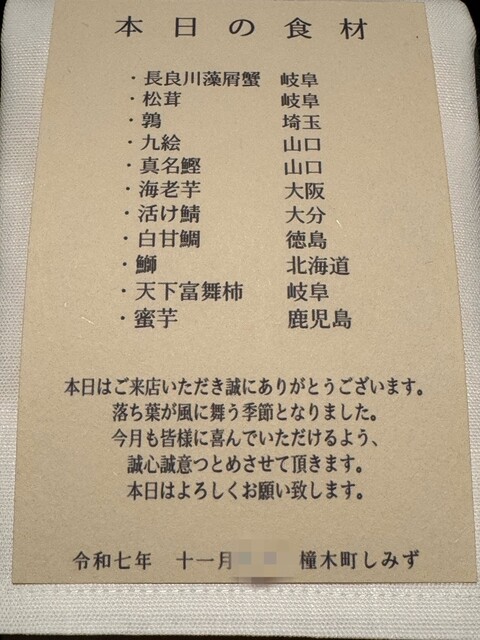 本日の食材
・長良川藻屑蟹 岐阜
・松茸 岐阜
・鶉 埼玉
・九絵 山口
・真名鰹 山口
・海老芋 大阪
・活け鯖 大分
・白甘鯛 徳島
・鰤 北海道
・天下富舞柿 岐阜
・蜜芋 鹿児島
本日はご来店いただき誠にありがとうございます。
落ち葉が風に舞う季節となりました。
今月も皆様に喜んでいただけるよう、
誠心誠意つとめさせて頂きます。
本日はよろしくお願い致します。
令和七年 十一月 橦木町しみず